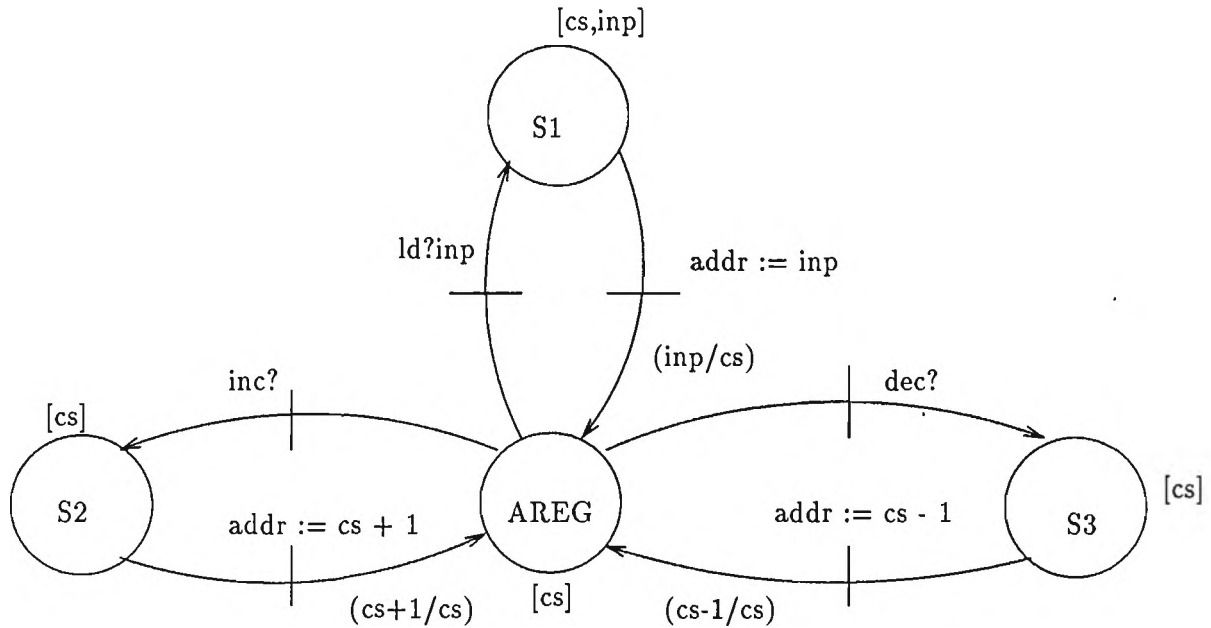 [cs,inp]
S1
ld?inp
addr := inp
(inp/cs)
inc?
dec?
[cs]
[cs]
S2
addr := cs + 1
AREG
addr := cs - 1
S3
(cs+1/cs)
[cs]
(cs-1/cs)